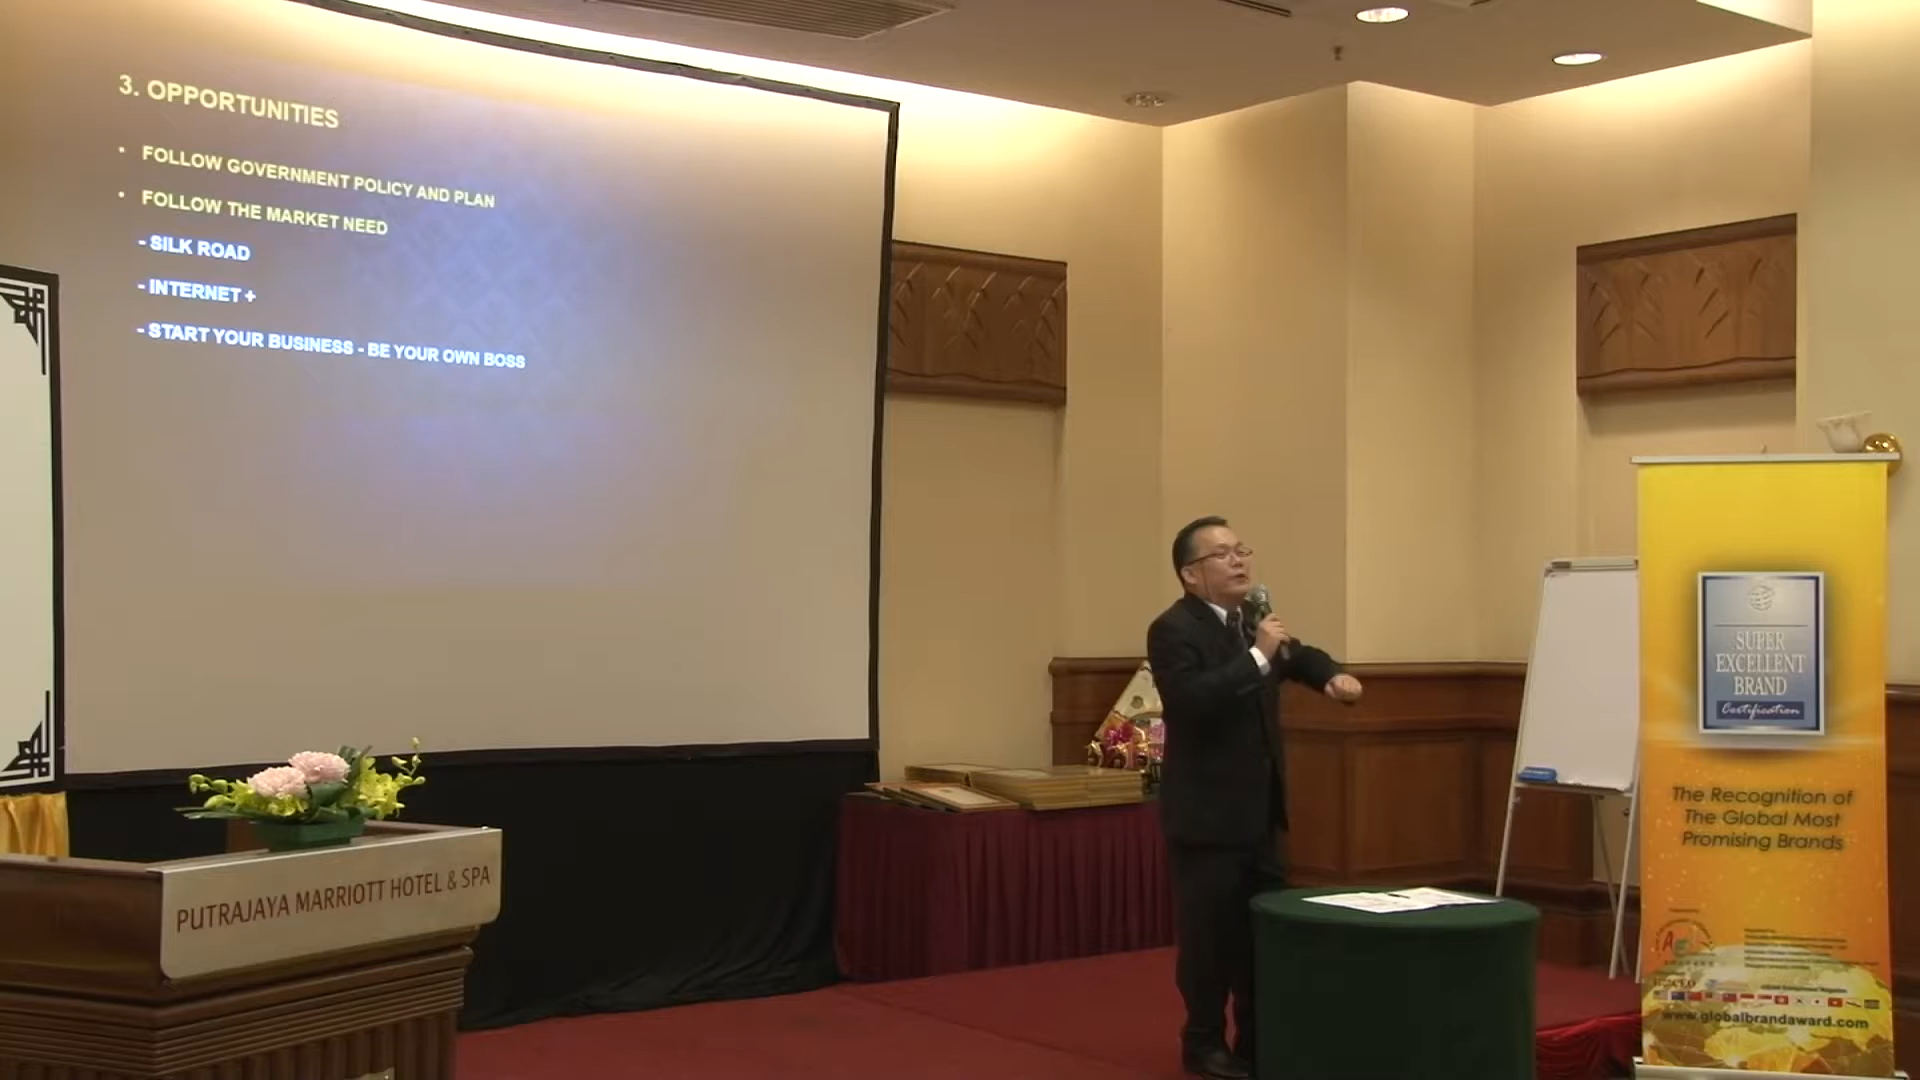 3. OPPORTUNITIES
• FOLLOW GOVERNMENT POLICY AND PLAN
• FOLLOW THE MARKET NEED
- SILK ROAD
- INTERNET +
- START YOUR BUSINESS - BE YOUR OWN BOSS
PUTRAJAYA MARRIOTT HOTEL & SPA
SUPER
EXCELLENT
BRAND
Certification
The Recognition of
The Global Most
Promising Brands
www.globalbrandaward.com